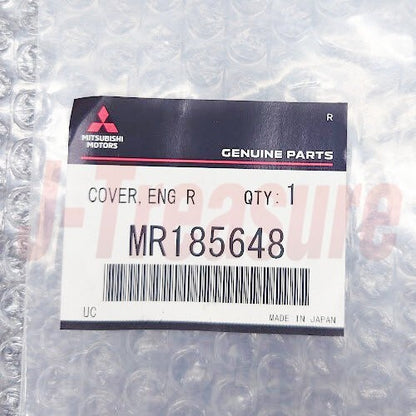 R
MITSUBISHI
MOTORS
GENUINE PARTS
COVER, ENG R QTY: 1
MR185648
UC
MADE IN JAPAN
J-Treasure